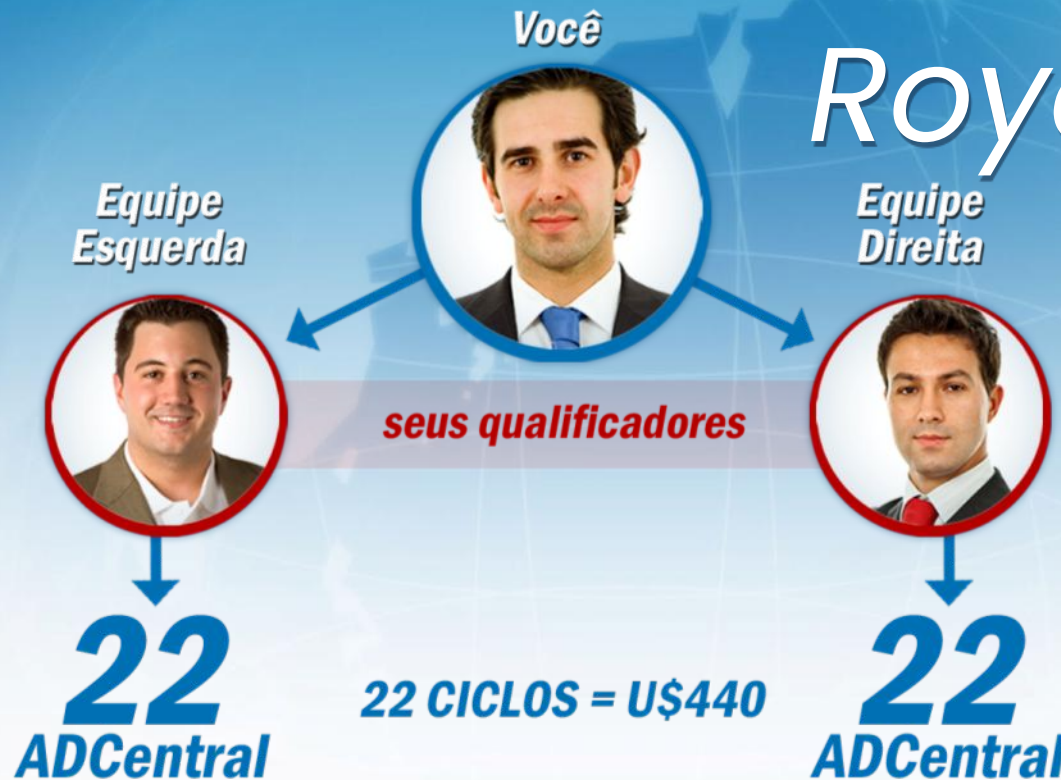 Você
Equipe
Esquerda
Equipe
Direita
seus qualificadores
22
ADCentral
22 CICLOS = U$440
22
ADCentral